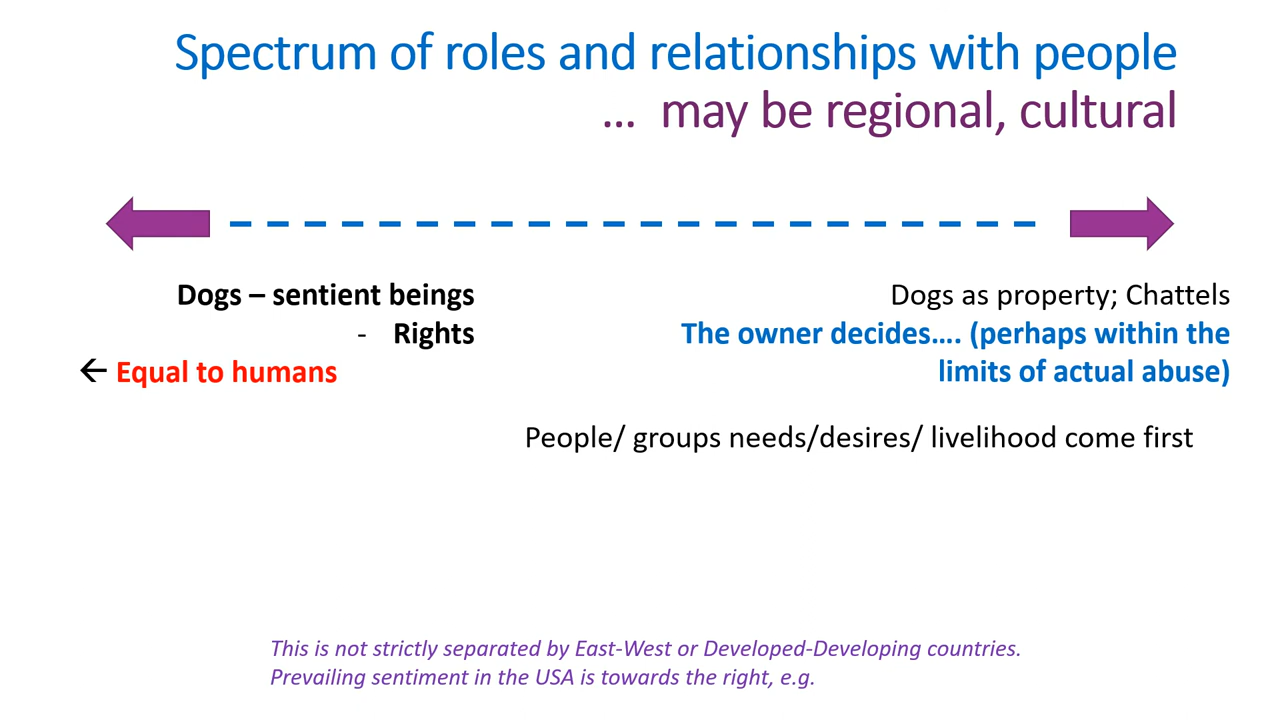 Spectrum of roles and relationships with people
… may be regional, cultural
Dogs – sentient beings
- Rights
← Equal to humans
Dogs as property; Chattels
The owner decides…. (perhaps within the
limits of actual abuse)
People/ groups needs/desires/ livelihood come first
This is not strictly separated by East-West or Developed-Developing countries.
Prevailing sentiment in the USA is towards the right, e.g.